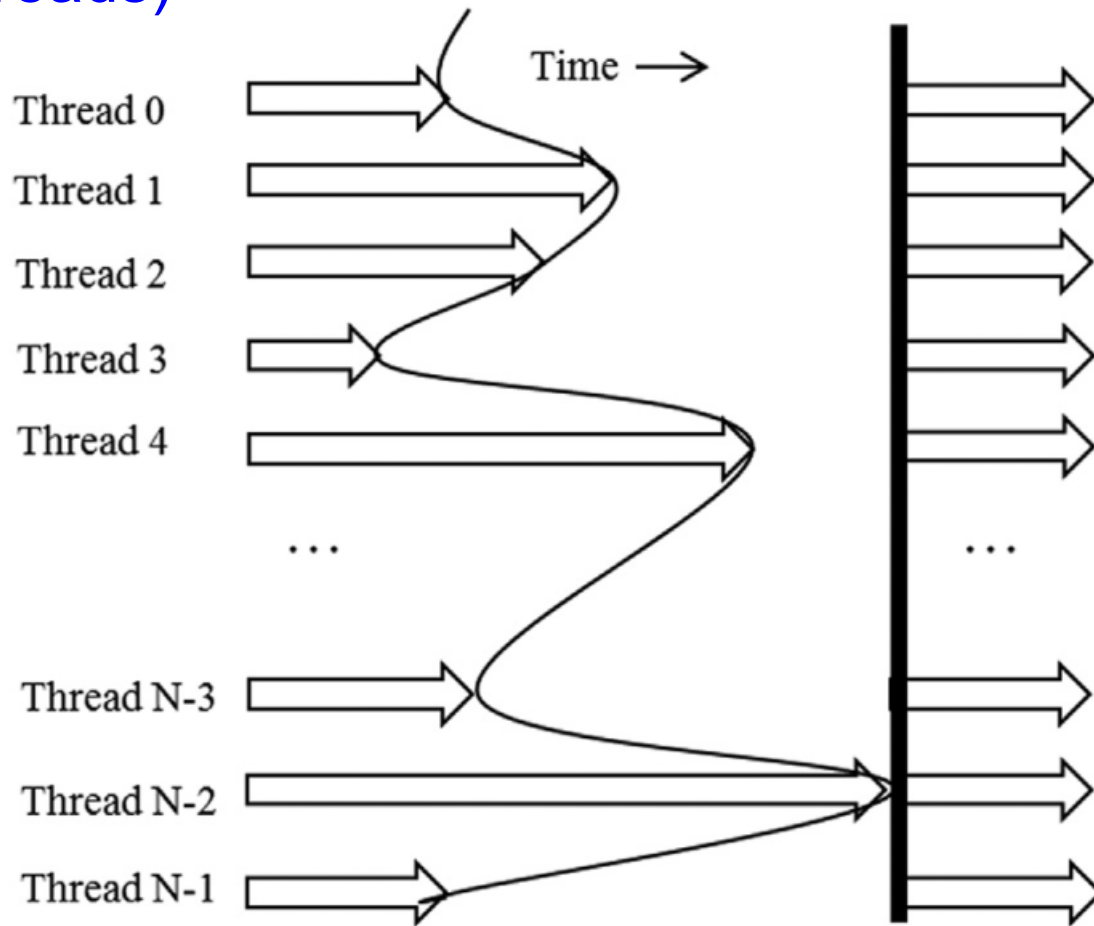 Time →
Thread 0
Thread 1
Thread 2
Thread 3
Thread 4
... ...
Thread N-3
Thread N-2
Thread N-1